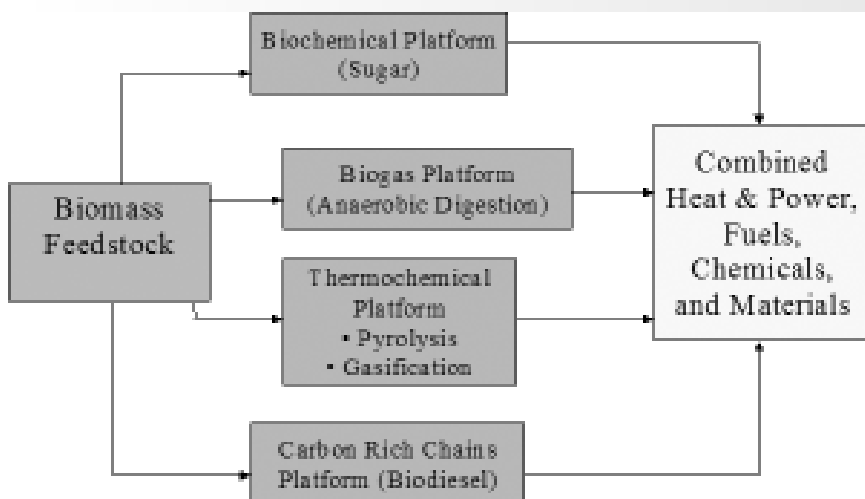 Biochemical Platform
(Sugar)
Biomass
Feedstock
Biogas Platform
(Anaerobic Digestion)
Thermochemical
Platform
• Pyrolysis
• Gasification
Carbon Rich Chains
Platform (Biodiesel)
Combined
Heat & Power,
Fuels,
Chemicals,
and Materials